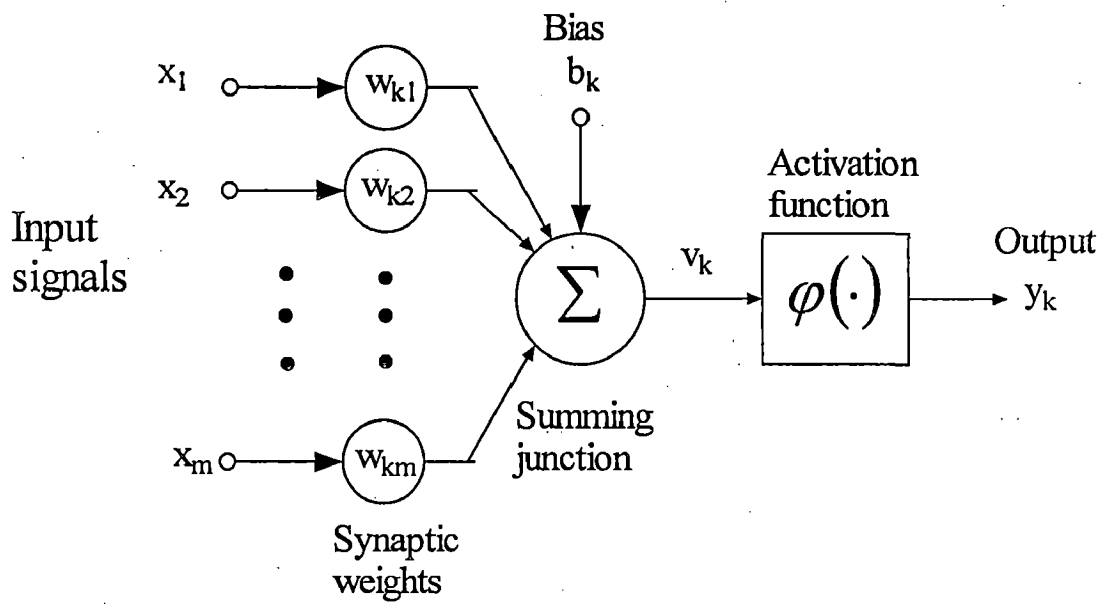 Bias
b_k
x_1
w_k1
x_2
w_k2
Input
signals
Σ
v_k
Activation
function
φ(·)
Output
y_k
x_m
w_km
Summing
junction
Synaptic
weights